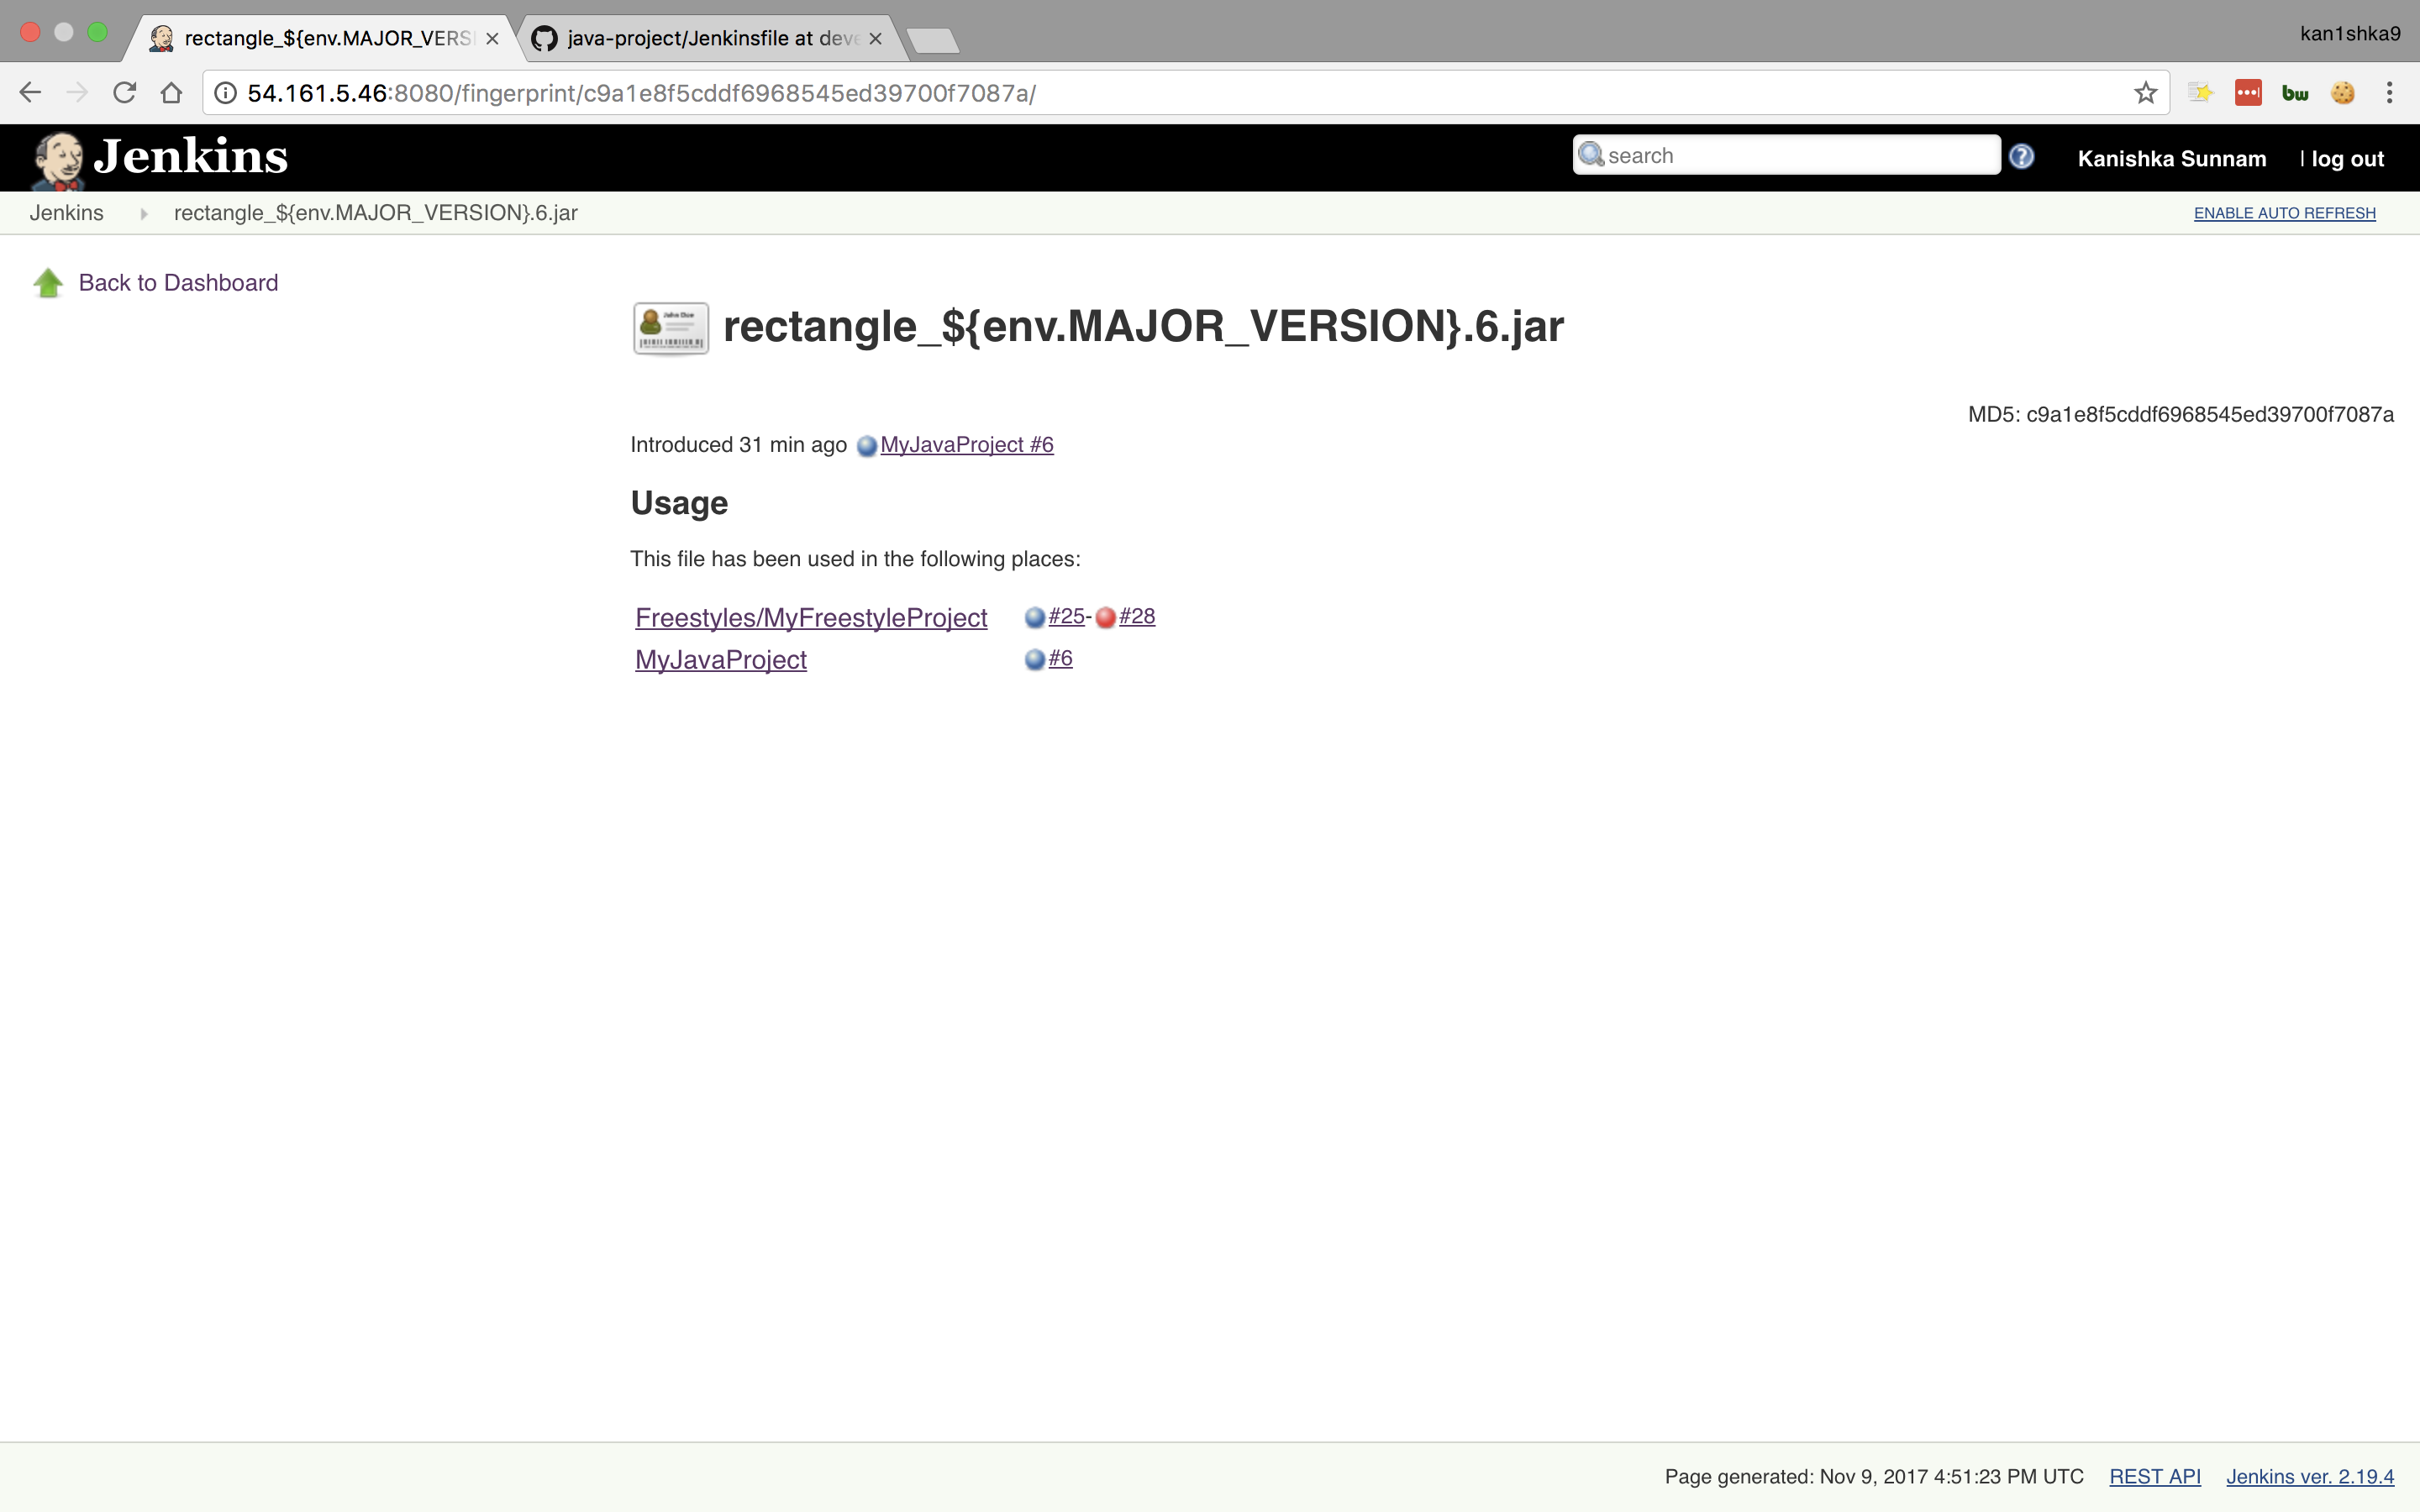 rectangle_${env.MAJOR_VERS
java-project/Jenkinsfile at deve
kan1shka9
54.161.5.46:8080/fingerprint/c9a1e8f5cddf6968545ed39700f7087a/
bw
Jenkins
search
Kanishka Sunnam | log out
Jenkins rectangle_${env.MAJOR_VERSION}.6.jar
ENABLE AUTO REFRESH
Back to Dashboard
John Doe
rectangle_${env.MAJOR_VERSION}.6.jar
MD5: c9a1e8f5cddf6968545ed39700f7087a
Introduced 31 min ago MyJavaProject #6
Usage
This file has been used in the following places:
Freestyles/MyFreestyleProject #25-#28
MyJavaProject #6
Page generated: Nov 9, 2017 4:51:23 PM UTC REST API Jenkins ver. 2.19.4